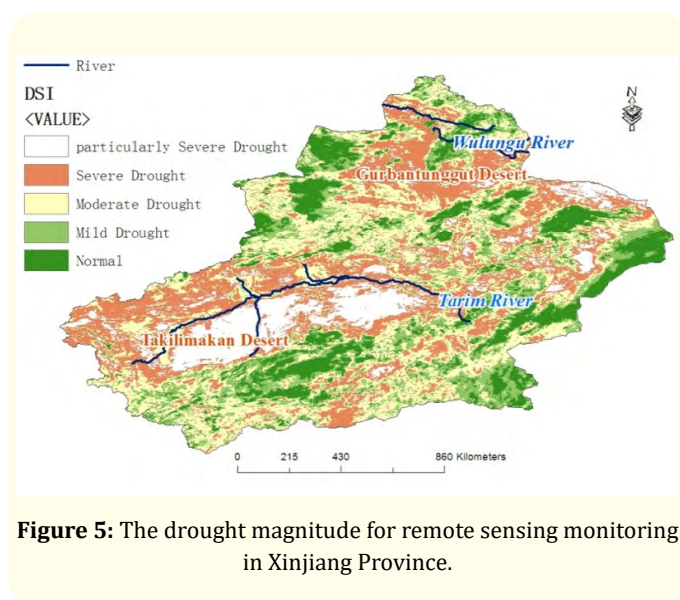 River
DSI
<VALUE>
particularly Severe Drought
Severe Drought
Moderate Drought
Mild Drought
Normal
N
Wulungu River
Gurbantunggut Desert
Tarim River
Takilimakan Desert
0 215 430 860 Kilometers
Figure 5: The drought magnitude for remote sensing monitoring
in Xinjiang Province.